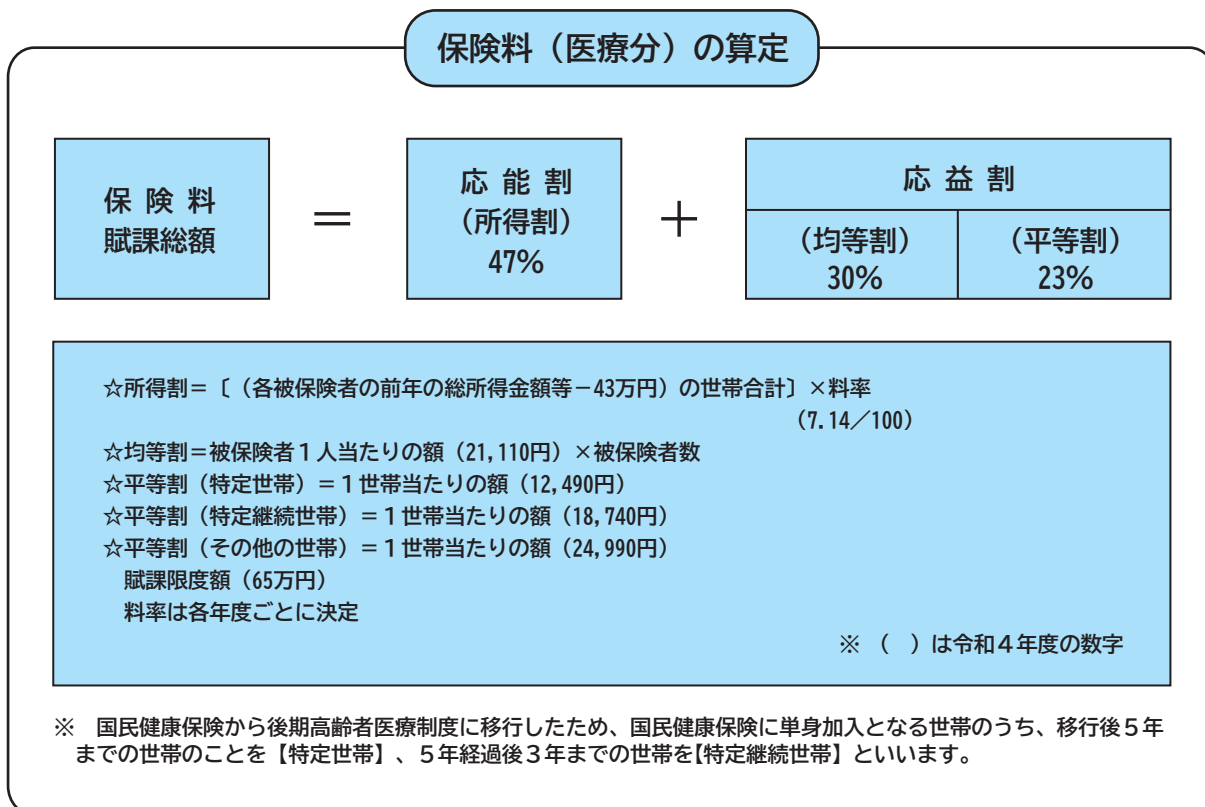 保険料（医療分）の算定
保険料
賦課総額
＝
応能割
（所得割）
47%
＋
応益割
（均等割）
30%
（平等割）
23%
☆所得割＝〔（各被保険者の前年の総所得金額等－43万円）の世帯合計〕×料率
（7.14／100）
☆均等割＝被保険者１人当たりの額（21,110円）×被保険者数
☆平等割（特定世帯）＝１世帯当たりの額（12,490円）
☆平等割（特定継続世帯）＝１世帯当たりの額（18,740円）
☆平等割（その他の世帯）＝１世帯当たりの額（24,990円）
賦課限度額（65万円）
料率は各年度ごとに決定
※　（　）は令和４年度の数字
※　国民健康保険から後期高齢者医療制度に移行したため、国民健康保険に単身加入となる世帯のうち、移行後５年
までの世帯のことを【特定世帯】、５年経過後３年までの世帯を【特定継続世帯】といいます。